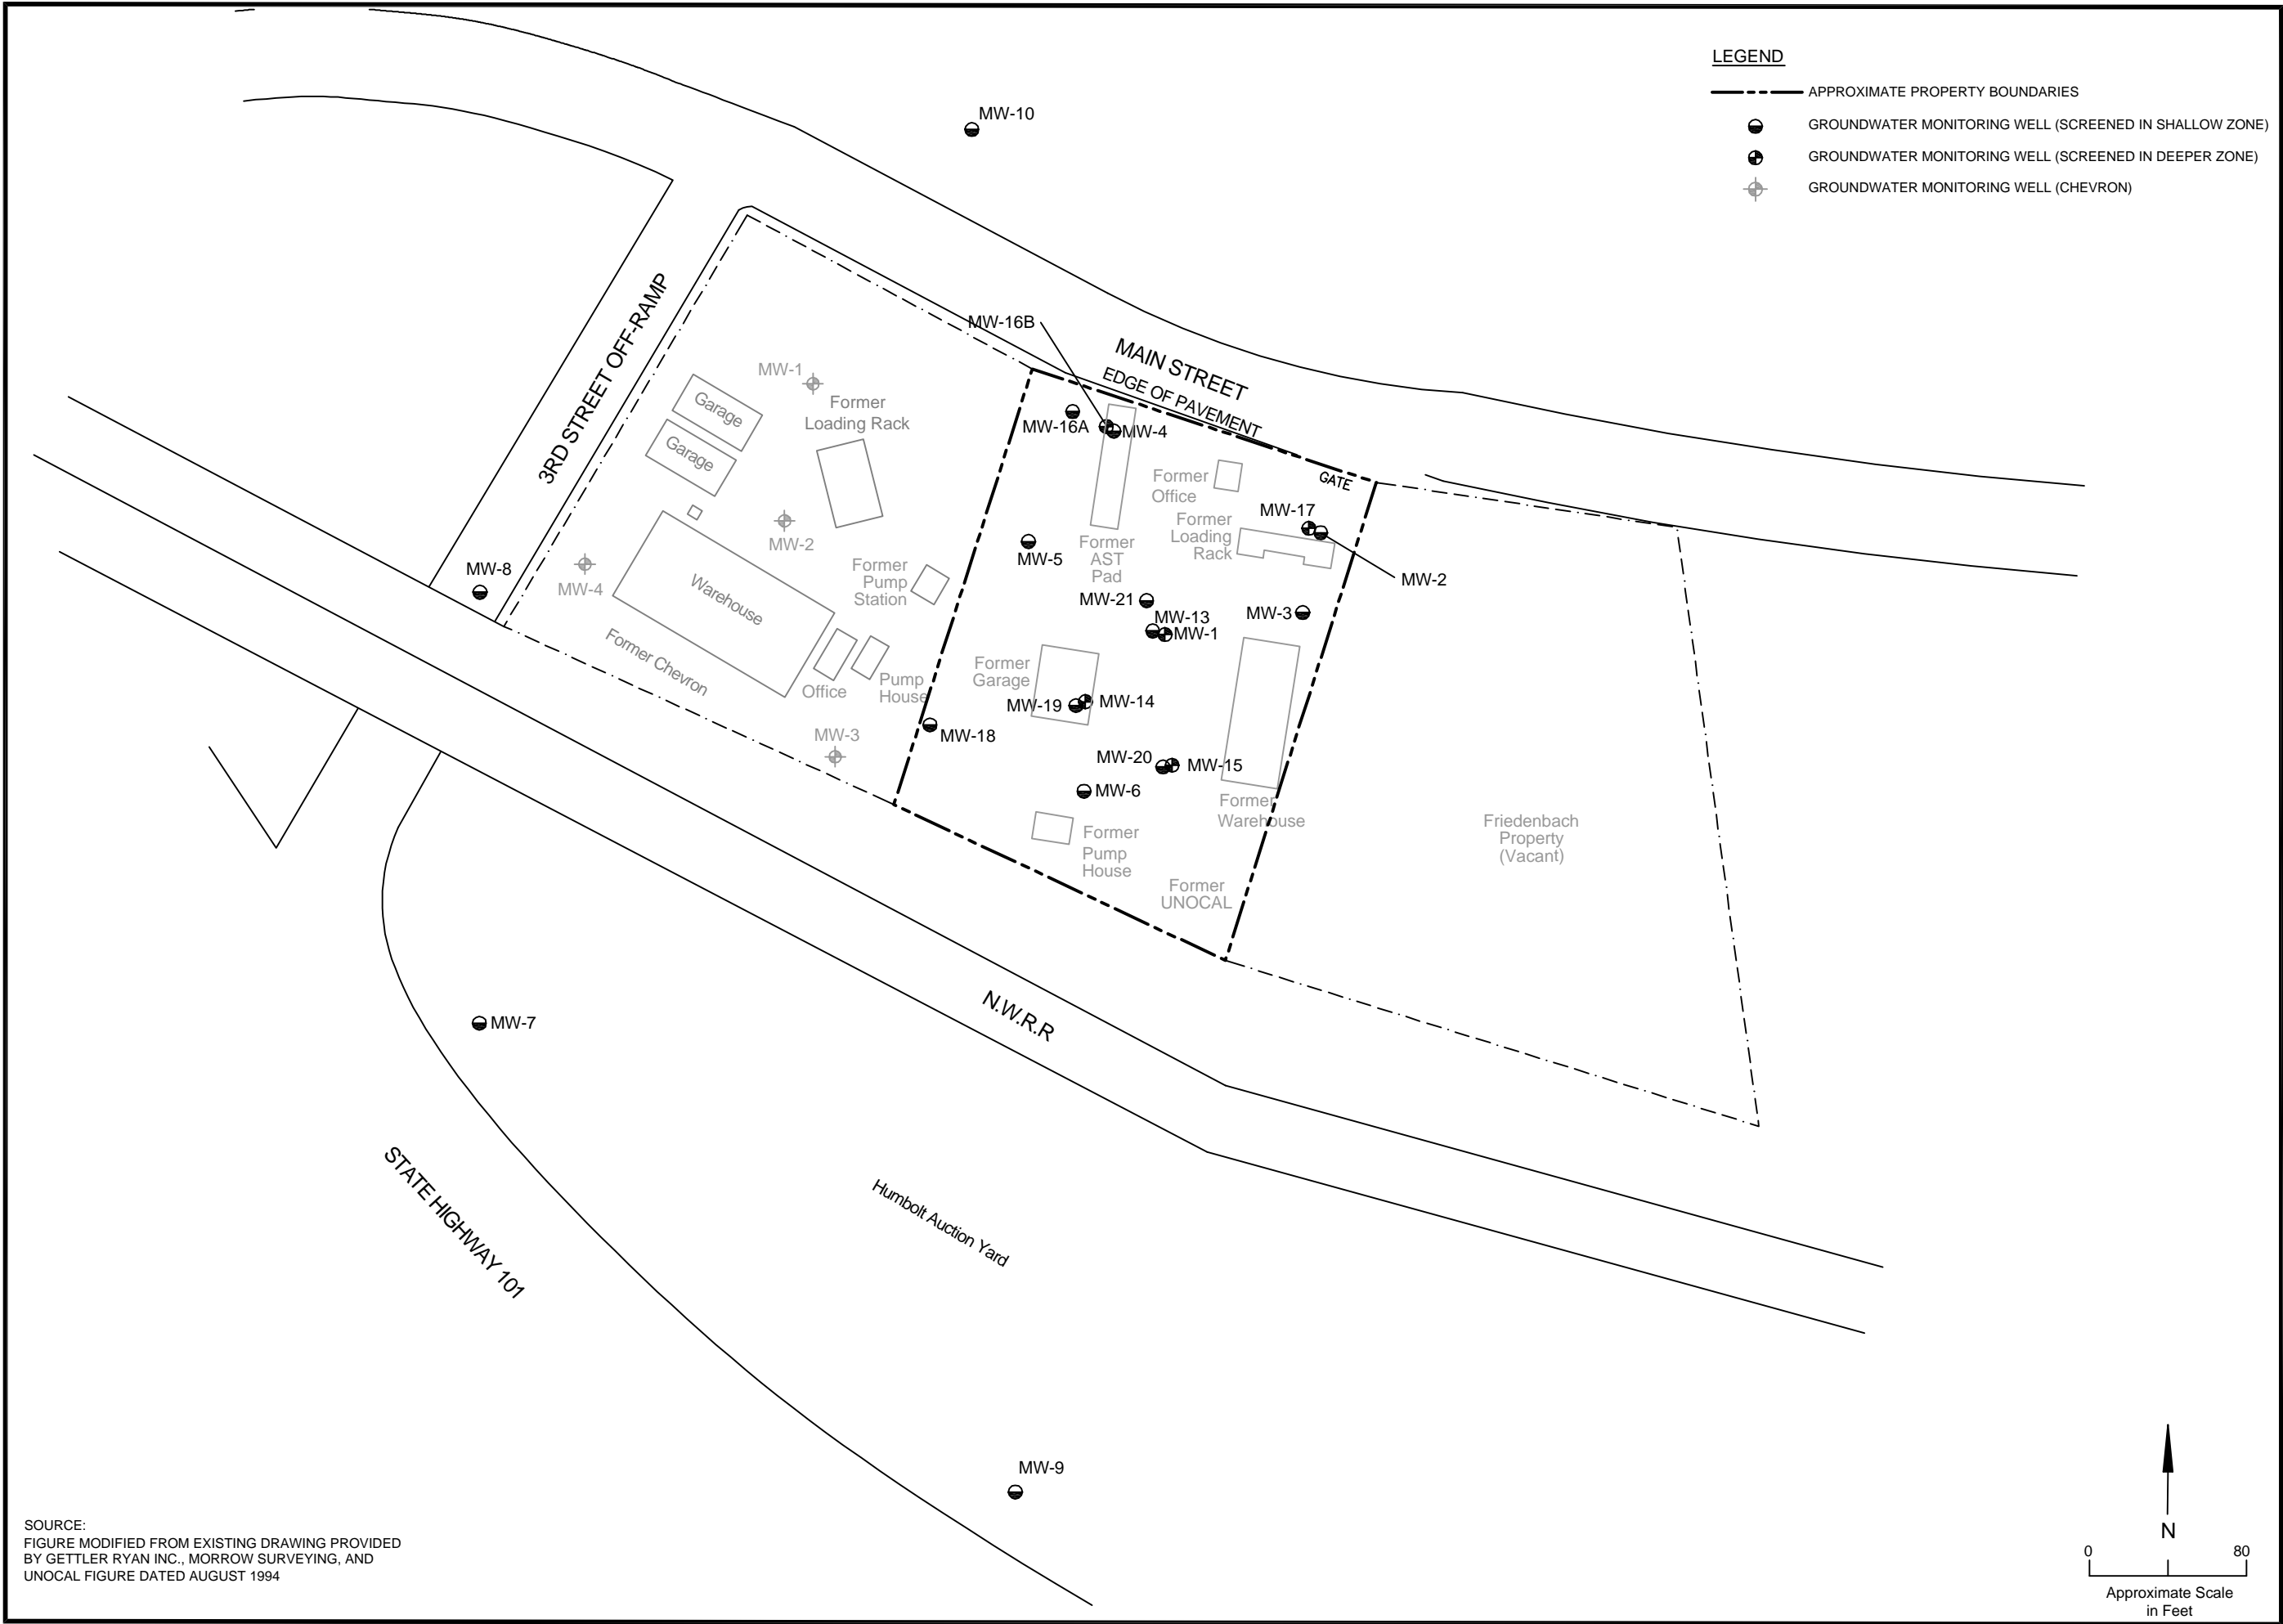 LEGEND
APPROXIMATE PROPERTY BOUNDARIES
GROUNDWATER MONITORING WELL (SCREENED IN SHALLOW ZONE)
GROUNDWATER MONITORING WELL (SCREENED IN DEEPER ZONE)
GROUNDWATER MONITORING WELL (CHEVRON)
MW-10
3RD STREET OFF-RAMP
MW-16B
MAIN STREET
EDGE OF PAVEMENT
MW-1
Garage
Garage
Former
Loading Rack
MW-16A
MW-4
GATE
Former
Office
MW-17
Former
Loading
Rack
MW-2
MW-2
MW-5
Former
AST
Pad
MW-8
MW-4
Former
Pump
Station
Warehouse
MW-21
MW-13
MW-1
MW-3
Former Chevron
Office
Pump
House
Former
Garage
MW-19
MW-14
MW-18
MW-3
MW-20
MW-15
MW-6
Former
Warehouse
Former
Pump
House
Former
UNOCAL
Friedenbach
Property
(Vacant)
N.W.R.R
MW-7
STATE HIGHWAY 101
Humbolt Auction Yard
MW-9
SOURCE:
FIGURE MODIFIED FROM EXISTING DRAWING PROVIDED
BY GETTLER RYAN INC., MORROW SURVEYING, AND
UNOCAL FIGURE DATED AUGUST 1994
N
0 80
Approximate Scale
in Feet